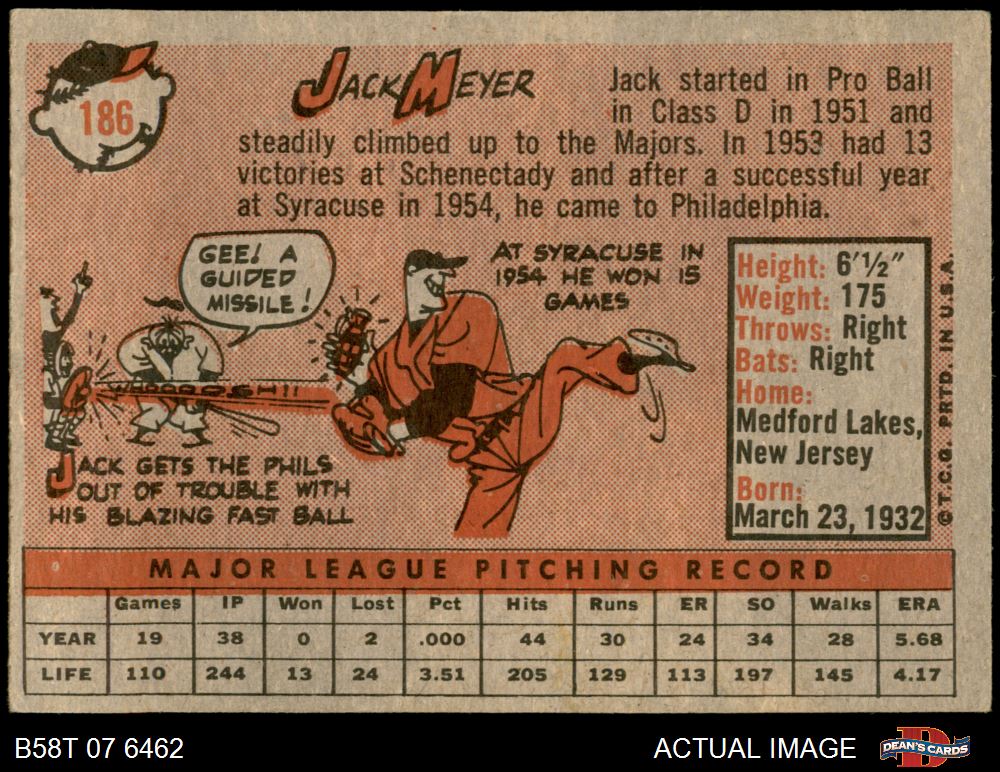 186
JACK MEYER
Jack started in Pro Ball
in Class D in 1951 and
steadily climbed up to the Majors. In 1953 had 13
victories at Schenectady and after a successful year
at Syracuse in 1954, he came to Philadelphia.
GEE! A
GUIDED
MISSILE!
AT SYRACUSE IN
1954 HE WON 15
GAMES
JACK GETS THE PHILS
OUT OF TROUBLE WITH
HIS BLAZING FAST BALL
Height: 6'½"
Weight: 175
Throws: Right
Bats: Right
Home:
Medford Lakes,
New Jersey
Born:
March 23, 1932
© T.C.G. PRTD. IN U.S.A.
MAJOR LEAGUE PITCHING RECORD
Games IP Won Lost Pct Hits Runs ER SO Walks ERA
YEAR 19 38 0 2 .000 44 30 24 34 28 5.68
LIFE 110 244 13 24 3.51 205 129 113 197 145 4.17
B58T 07 6462
ACTUAL IMAGE
D
DEAN'S CARDS